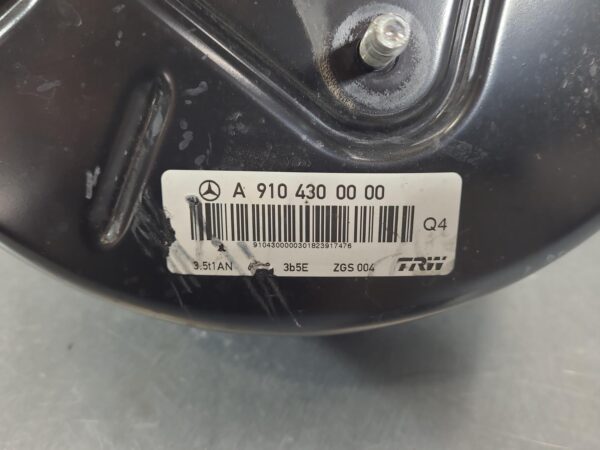 A 910 430 00 00
Q4
9104300000301823917476
3.5t1AN 3b5E ZGS 004 TRW